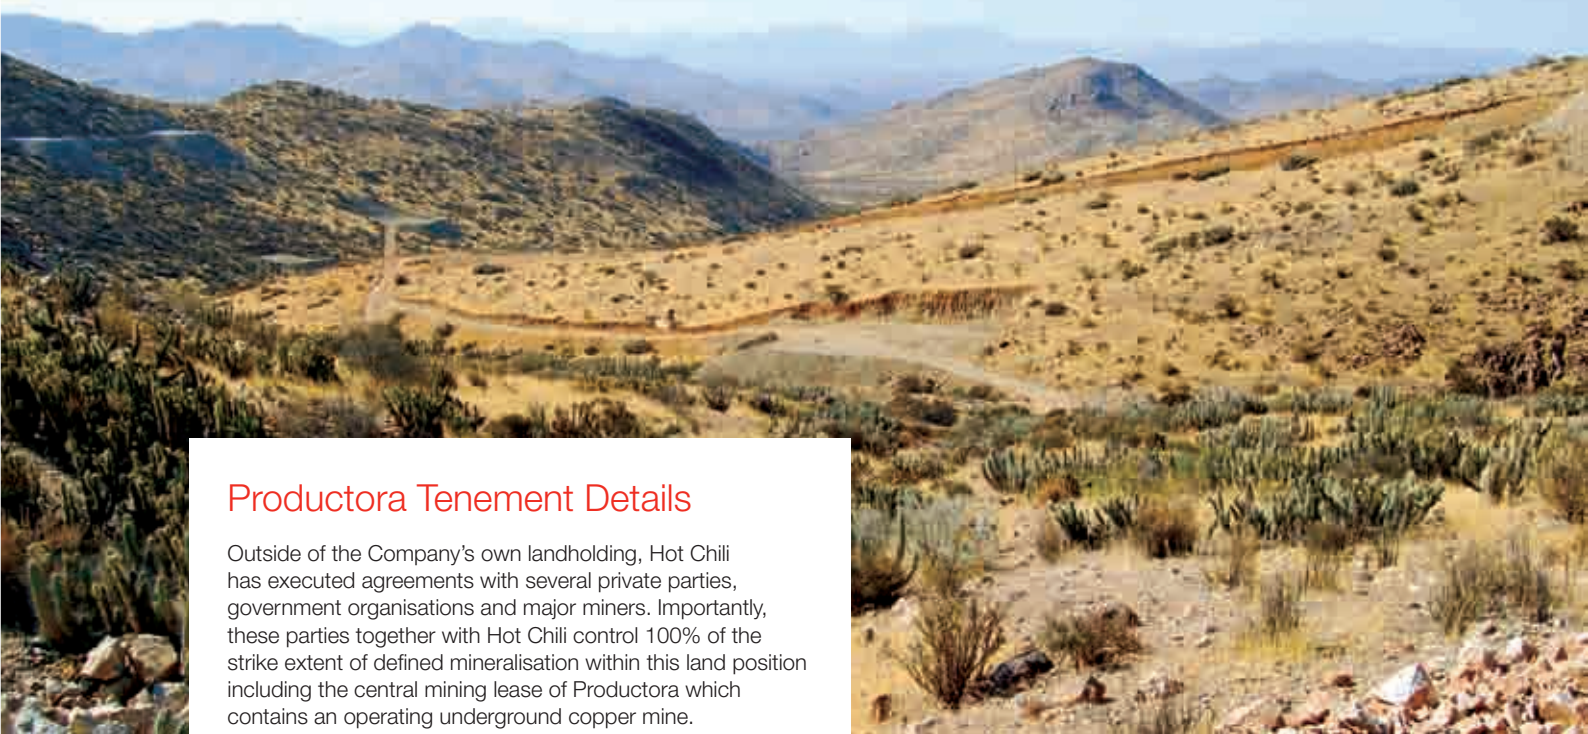 Productora Tenement Details
Outside of the Company’s own landholding, Hot Chili
has executed agreements with several private parties,
government organisations and major miners. Importantly,
these parties together with Hot Chili control 100% of the
strike extent of defined mineralisation within this land position
including the central mining lease of Productora which
contains an operating underground copper mine.